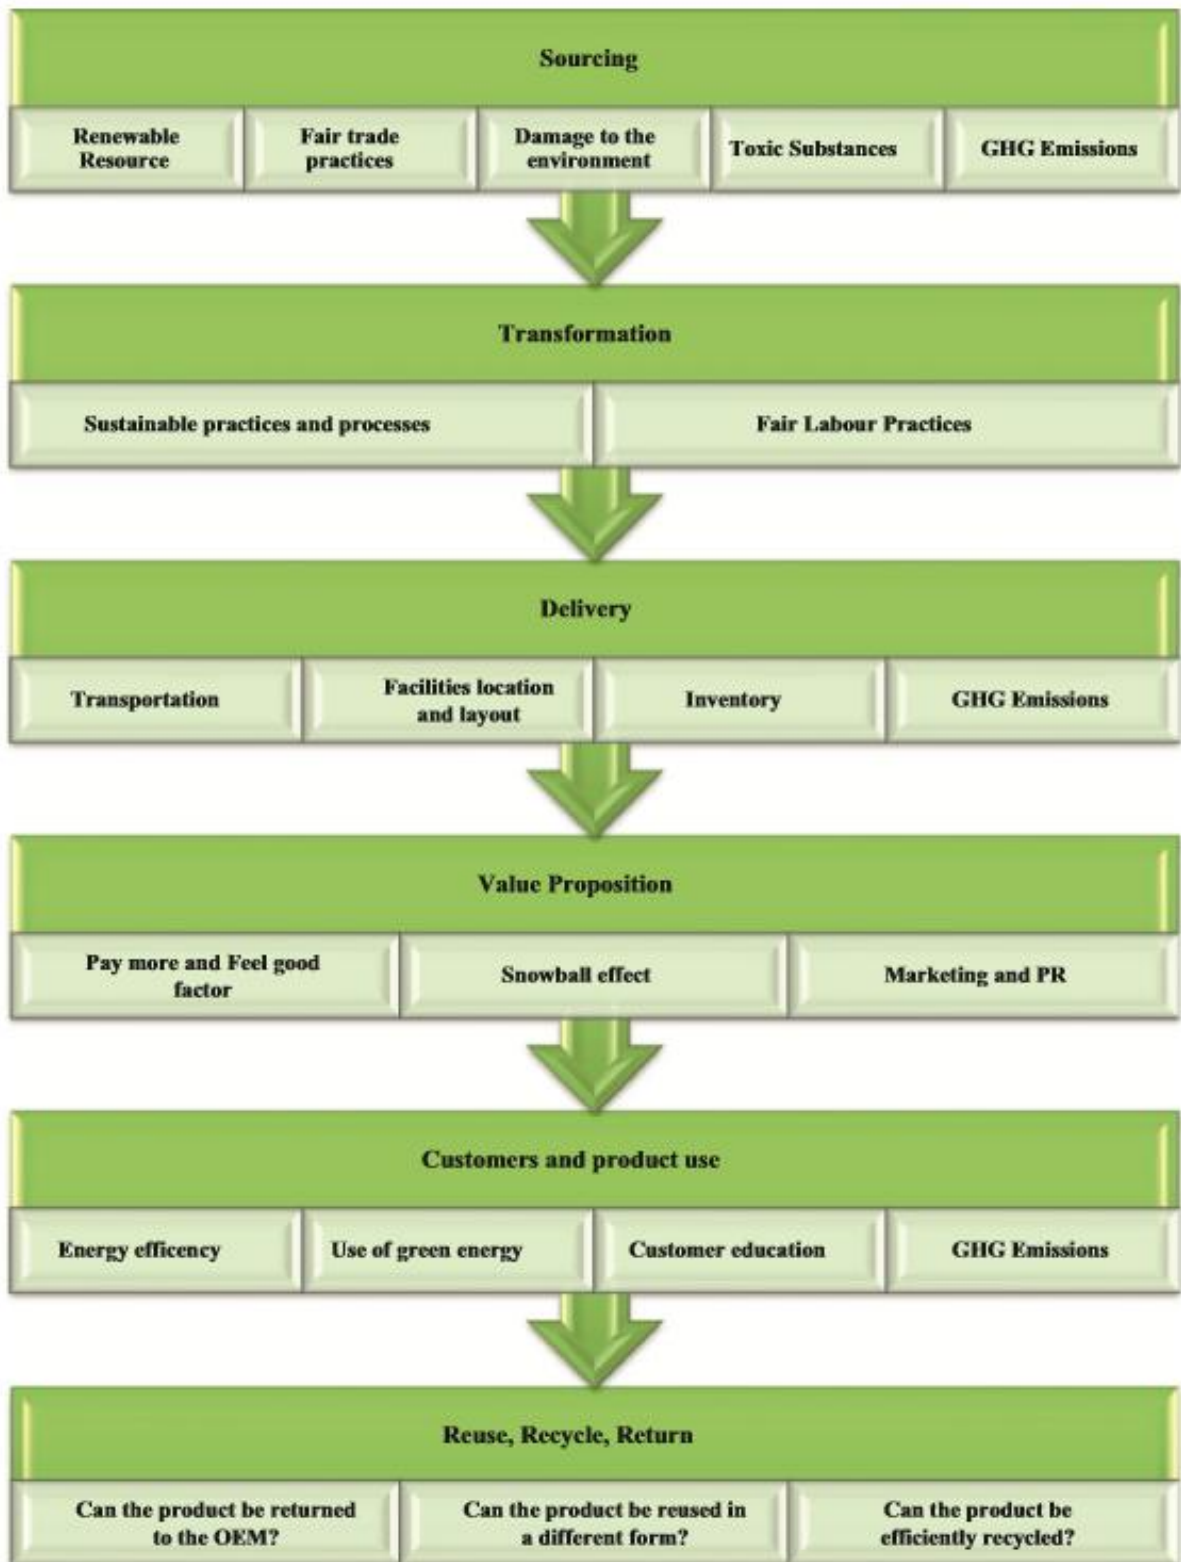 Sourcing
Renewable
Resource
Fair trade
practices
Damage to the
environment
Toxic Substances
GHG Emissions
Transformation
Sustainable practices and processes
Fair Labour Practices
Delivery
Transportation
Facilities location
and layout
Inventory
GHG Emissions
Value Proposition
Pay more and Feel good
factor
Snowball effect
Marketing and PR
Customers and product use
Energy efficency
Use of green energy
Customer education
GHG Emissions
Reuse, Recycle, Return
Can the product be returned
to the OEM?
Can the product be reused in
a different form?
Can the product be
efficiently recycled?